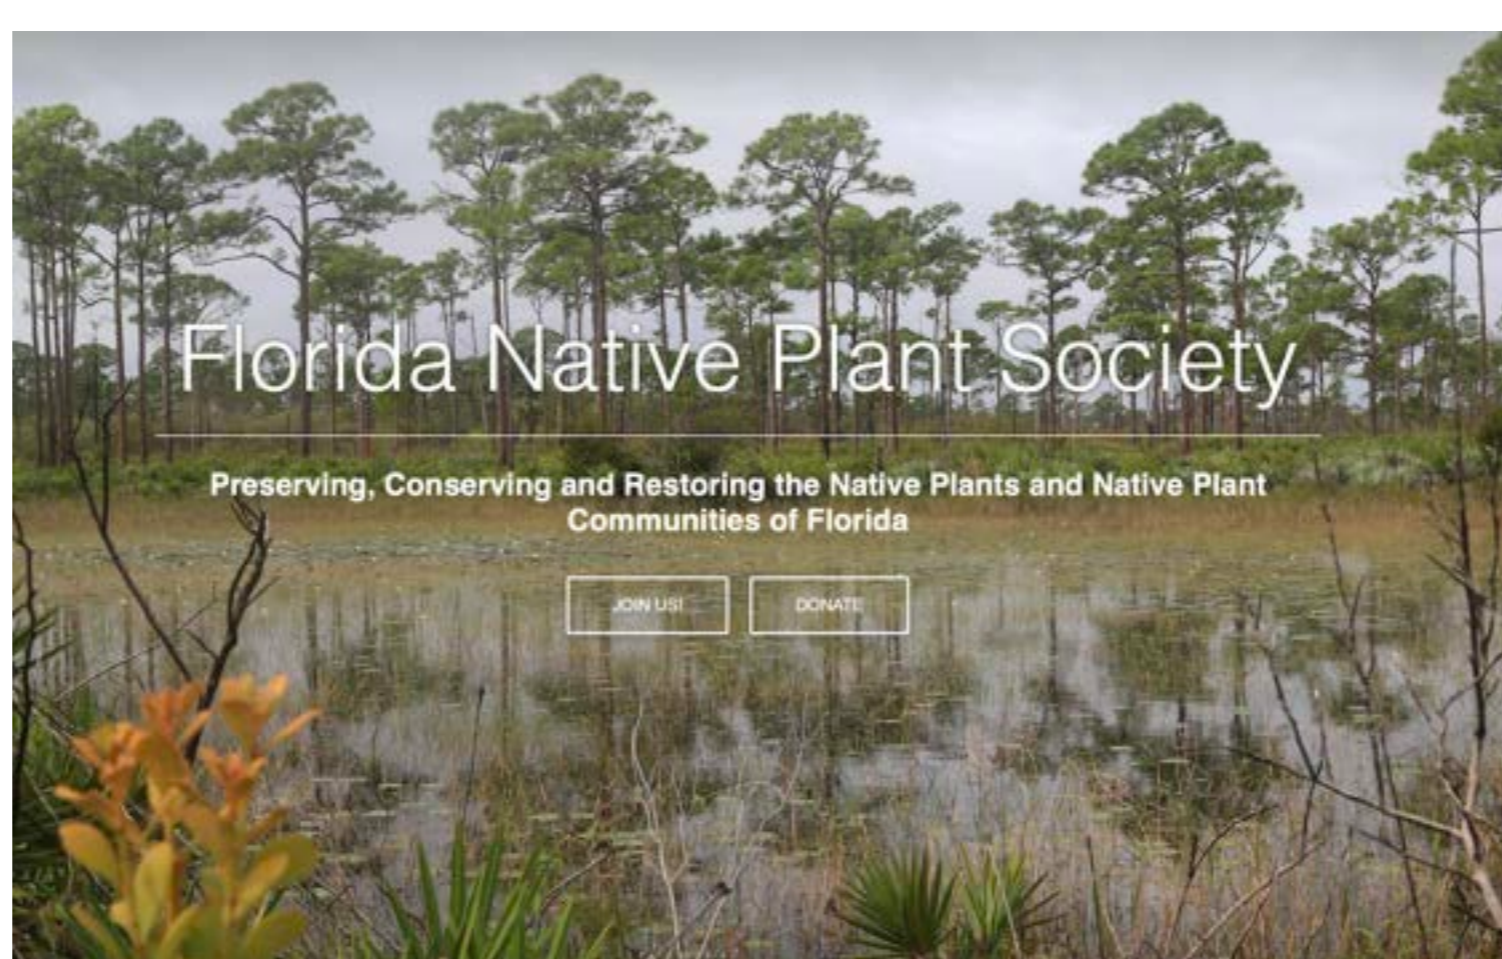 Florida Native Plant Society
Preserving, Conserving and Restoring the Native Plants and Native Plant
Communities of Florida
JOIN US!
DONATE